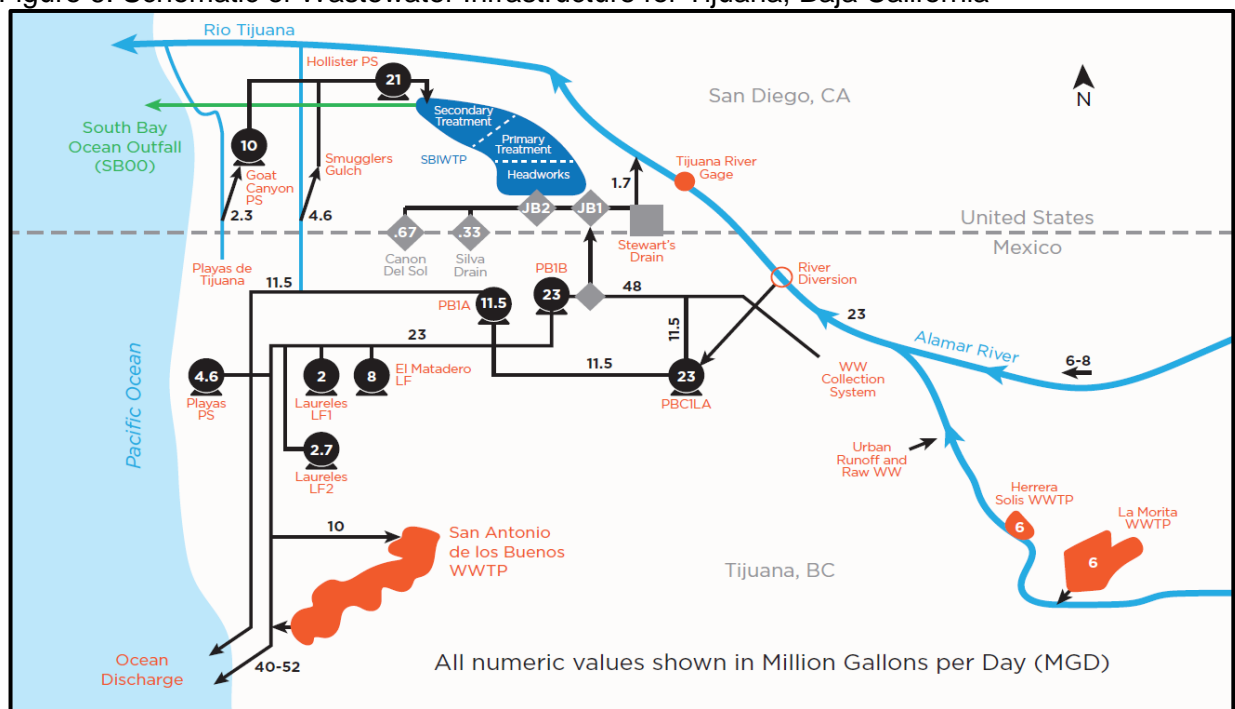 Figure 3. Schematic of Wastewater Infrastructure for Tijuana, Baja California
Rio Tijuana
Hollister PS
21
San Diego, CA
N
South Bay
Ocean Outfall
(SBOO)
10
Goat
Canyon
PS
2.3
Smugglers
Gulch
4.6
Secondary
Treatment
Primary
Treatment
Headworks
SBIWTP
Tijuana River
Gage
1.7
JB2
JB1
.67
.33
Canon
Del Sol
Silva
Drain
Stewart's
Drain
United States
Mexico
Playas de
Tijuana
11.5
PB1A
11.5
PB1B
23
48
River
Diversion
23
Alamar River
6-8
23
11.5
11.5
23
PBC1LA
WW
Collection
System
4.6
Playas
PS
2
Laureles
LF1
8
El Matadero
LF
2.7
Laureles
LF2
Pacific Ocean
Urban
Runoff and
Raw WW
Herrera
Solis WWTP
6
La Morita
WWTP
6
10
San Antonio
de los Buenos
WWTP
Tijuana, BC
Ocean
Discharge
40-52
All numeric values shown in Million Gallons per Day (MGD)